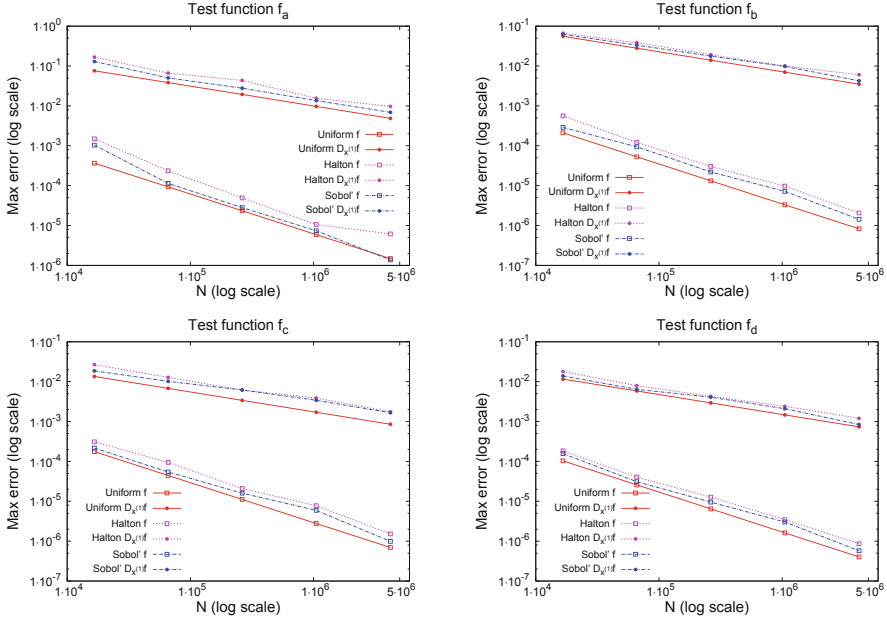 Test function f_a
Max error (log scale)
1·10^0
1·10^-1
1·10^-2
1·10^-3
1·10^-4
1·10^-5
1·10^-6
Uniform f
Uniform D_x(1)f
Halton f
Halton D_x(1)f
Sobol' f
Sobol' D_x(1)f
1·10^4
1·10^5
1·10^6
5·10^6
N (log scale)
Test function f_b
Max error (log scale)
1·10^-1
1·10^-2
1·10^-3
1·10^-4
1·10^-5
1·10^-6
1·10^-7
Uniform f
Uniform D_x(1)f
Halton f
Halton D_x(1)f
Sobol' f
Sobol' D_x(1)f
1·10^4
1·10^5
1·10^6
5·10^6
N (log scale)
Test function f_c
Max error (log scale)
1·10^-1
1·10^-2
1·10^-3
1·10^-4
1·10^-5
1·10^-6
1·10^-7
Uniform f
Uniform D_x(1)f
Halton f
Halton D_x(1)f
Sobol' f
Sobol' D_x(1)f
1·10^4
1·10^5
1·10^6
5·10^6
N (log scale)
Test function f_d
Max error (log scale)
1·10^-1
1·10^-2
1·10^-3
1·10^-4
1·10^-5
1·10^-6
1·10^-7
Uniform f
Uniform D_x(1)f
Halton f
Halton D_x(1)f
Sobol' f
Sobol' D_x(1)f
1·10^4
1·10^5
1·10^6
5·10^6
N (log scale)